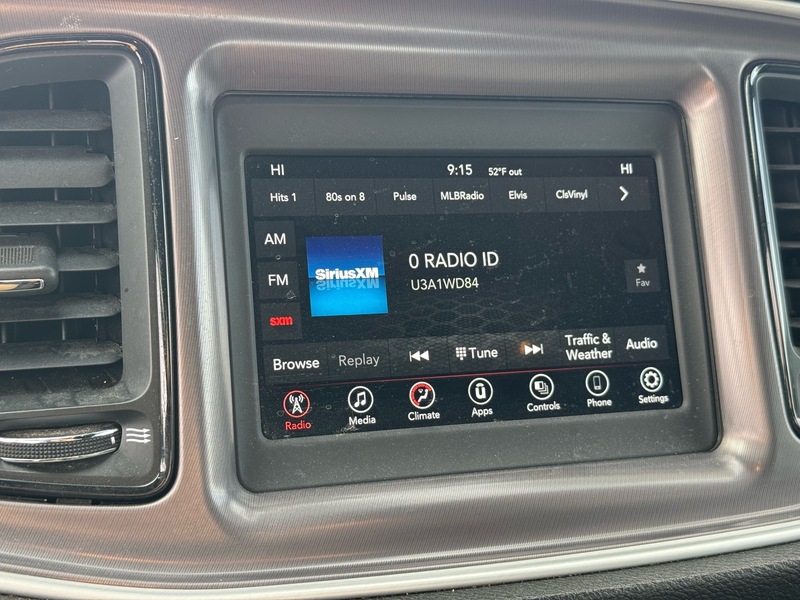 HI 9:15 52°F out HI
Hits 1 80s on 8 Pulse MLBRadio Elvis ClsVinyl
AM
SiriusXM
0 RADIO ID
U3A1WD84
FM
Fav
sxm
Browse Replay Tune Traffic & Weather Audio
Radio Media Climate Apps Controls Phone Settings